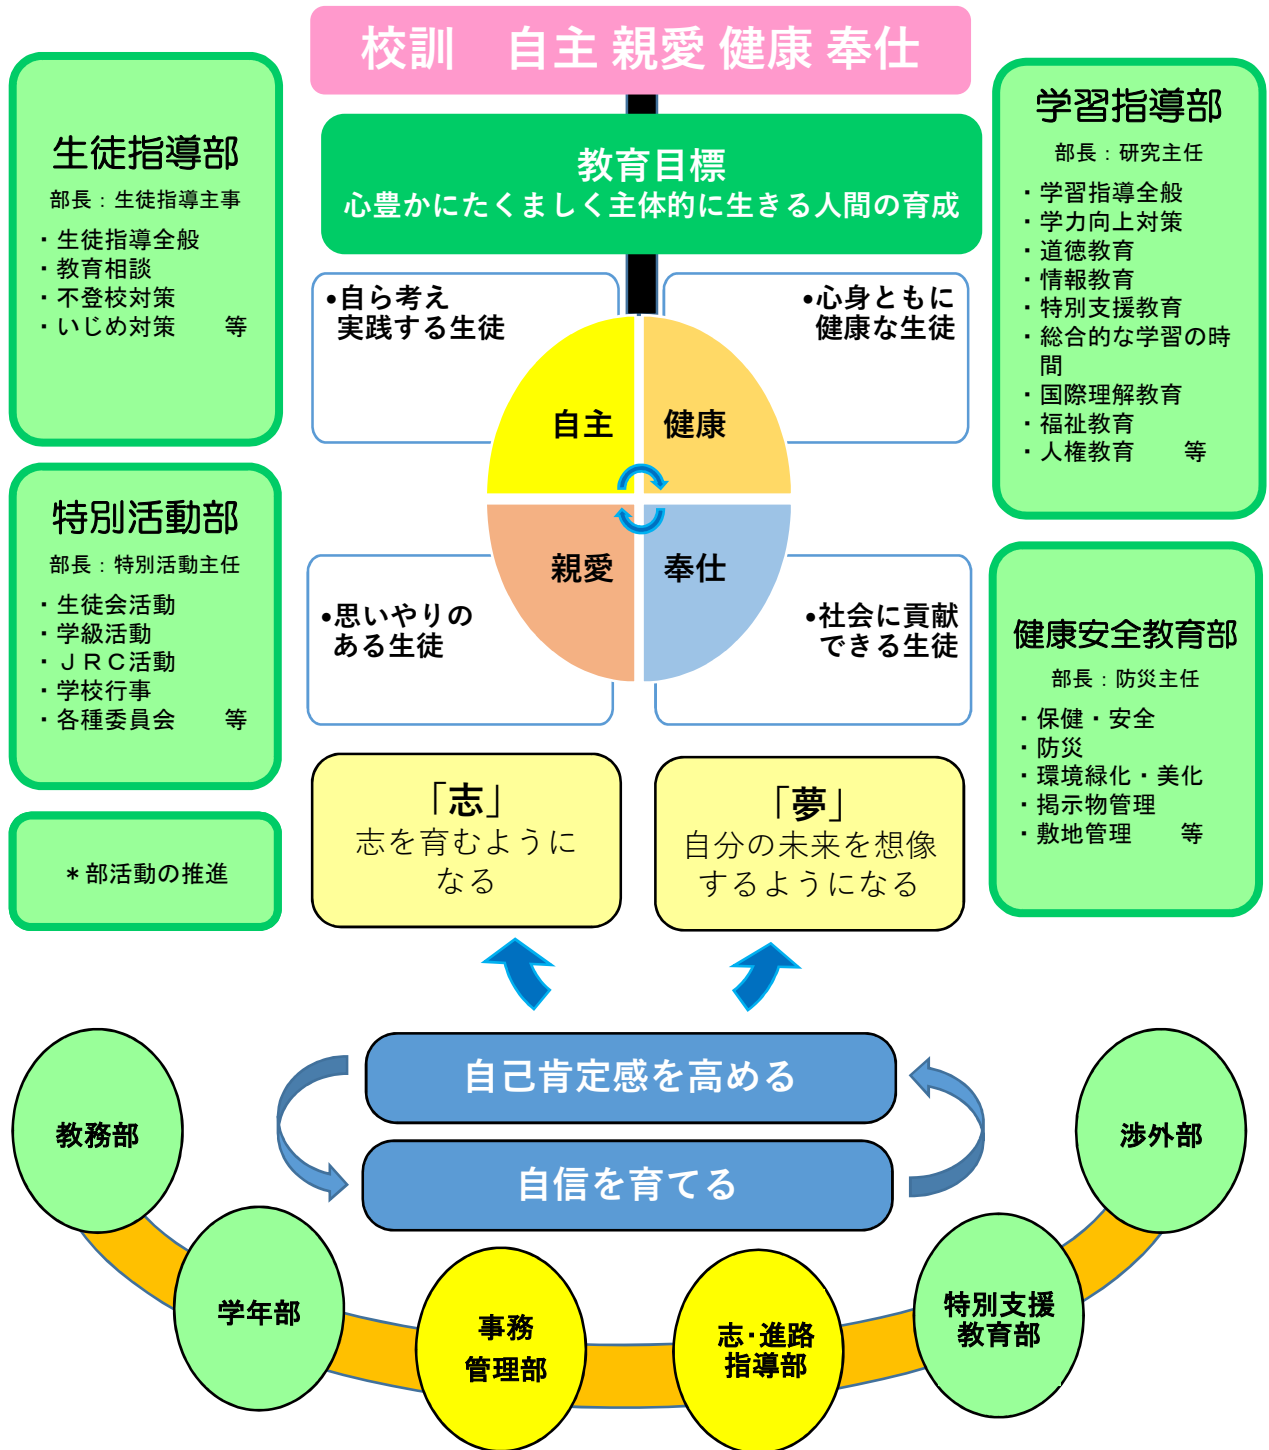 校訓　自主 親愛 健康 奉仕
教育目標
心豊かにたくましく主体的に生きる人間の育成
生徒指導部
部長：生徒指導主事
・生徒指導全般
・教育相談
・不登校対策
・いじめ対策　　等
特別活動部
部長：特別活動主任
・生徒会活動
・学級活動
・ＪＲＣ活動
・学校行事
・各種委員会　　等
＊部活動の推進
•自ら考え
実践する生徒
•心身ともに
健康な生徒
自主
健康
親愛
奉仕
•思いやりの
ある生徒
•社会に貢献
できる生徒
「志」
志を育むように
なる
「夢」
自分の未来を想像
するようになる
学習指導部
部長：研究主任
・学習指導全般
・学力向上対策
・道徳教育
・情報教育
・特別支援教育
・総合的な学習の時
間
・国際理解教育
・福祉教育
・人権教育　　等
健康安全教育部
部長：防災主任
・保健・安全
・防災
・環境緑化・美化
・掲示物管理
・敷地管理　　等
自己肯定感を高める
自信を育てる
教務部
学年部
事務
管理部
志･進路
指導部
特別支援
教育部
渉外部